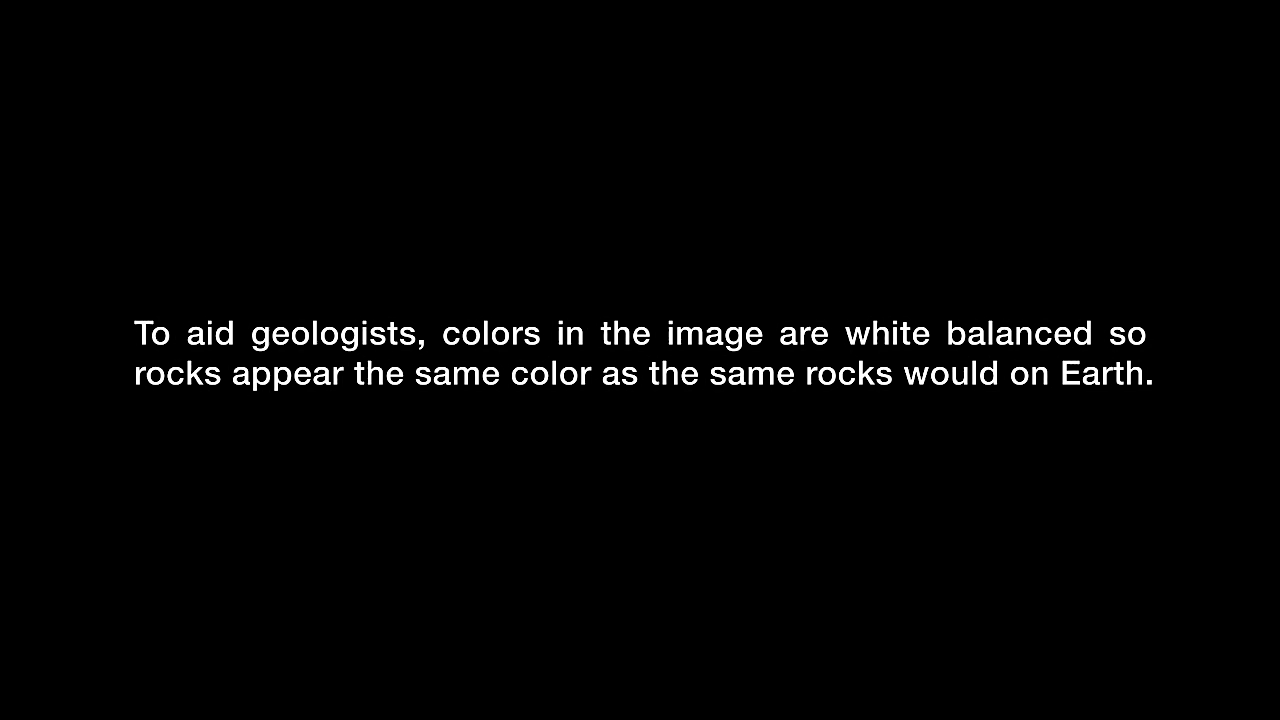 To aid geologists, colors in the image are white balanced so
rocks appear the same color as the same rocks would on Earth.